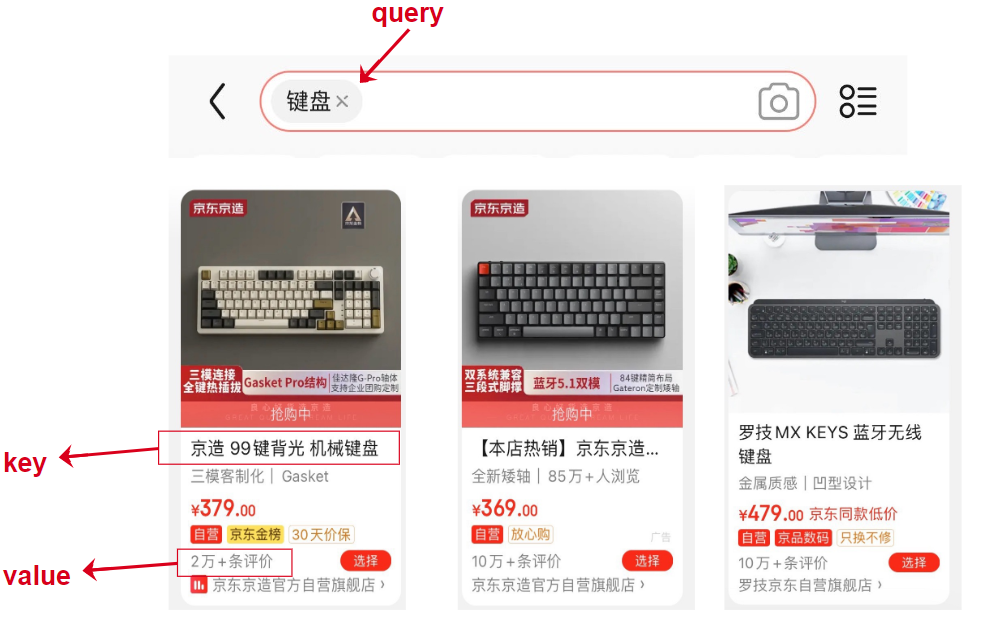 query
键盘
京东京造
三模连接
全键热插拔
Gasket Pro结构
佳达隆G·Pro轴体
支持企业团购定制
抢购中
京造 99键背光 机械键盘
三模客制化 | Gasket
¥379.00
自营 京东金榜 30天价保
2万+条评价
选择
京东京造官方自营旗舰店 ›
京东京造
双系统兼容
三段式脚撑
蓝牙5.1双模
84键精简布局
Gateron定制矮轴
抢购中
【本店热销】京东京造...
全新矮轴 | 85万+人浏览
¥369.00
自营 放心购
广告
10万+条评价
选择
京东京造官方自营旗舰店 ›
罗技MX KEYS 蓝牙无线
键盘
金属质感 | 凹型设计
¥479.00 京东同款低价
自营 京品数码 只换不修
10万+条评价
选择
罗技京东自营旗舰店 ›
key
value